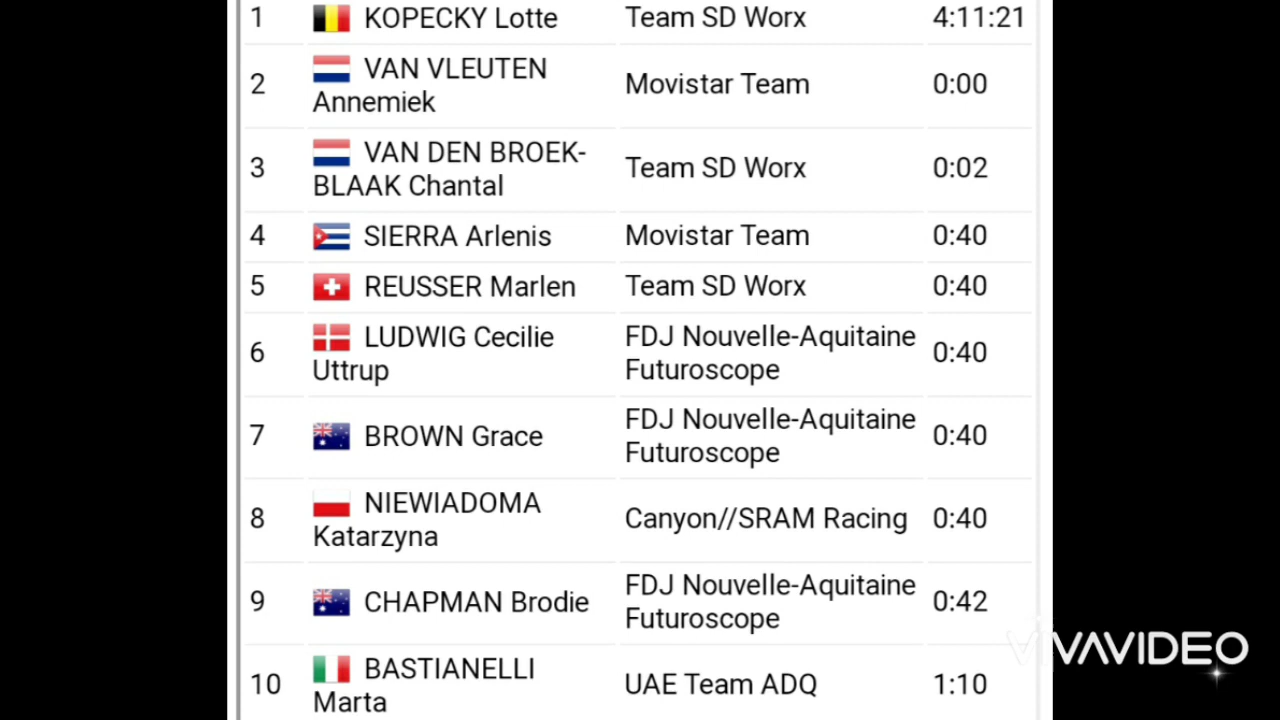 1 KOPECKY Lotte Team SD Worx 4:11:21
2 VAN VLEUTEN Annemiek Movistar Team 0:00
3 VAN DEN BROEK-BLAAK Chantal Team SD Worx 0:02
4 SIERRA Arlenis Movistar Team 0:40
5 REUSSER Marlen Team SD Worx 0:40
6 LUDWIG Cecilie Uttrup FDJ Nouvelle-Aquitaine Futuroscope 0:40
7 BROWN Grace FDJ Nouvelle-Aquitaine Futuroscope 0:40
8 NIEWIADOMA Katarzyna Canyon//SRAM Racing 0:40
9 CHAPMAN Brodie FDJ Nouvelle-Aquitaine Futuroscope 0:42
10 BASTIANELLI Marta UAE Team ADQ 1:10
VIVAVIDEO